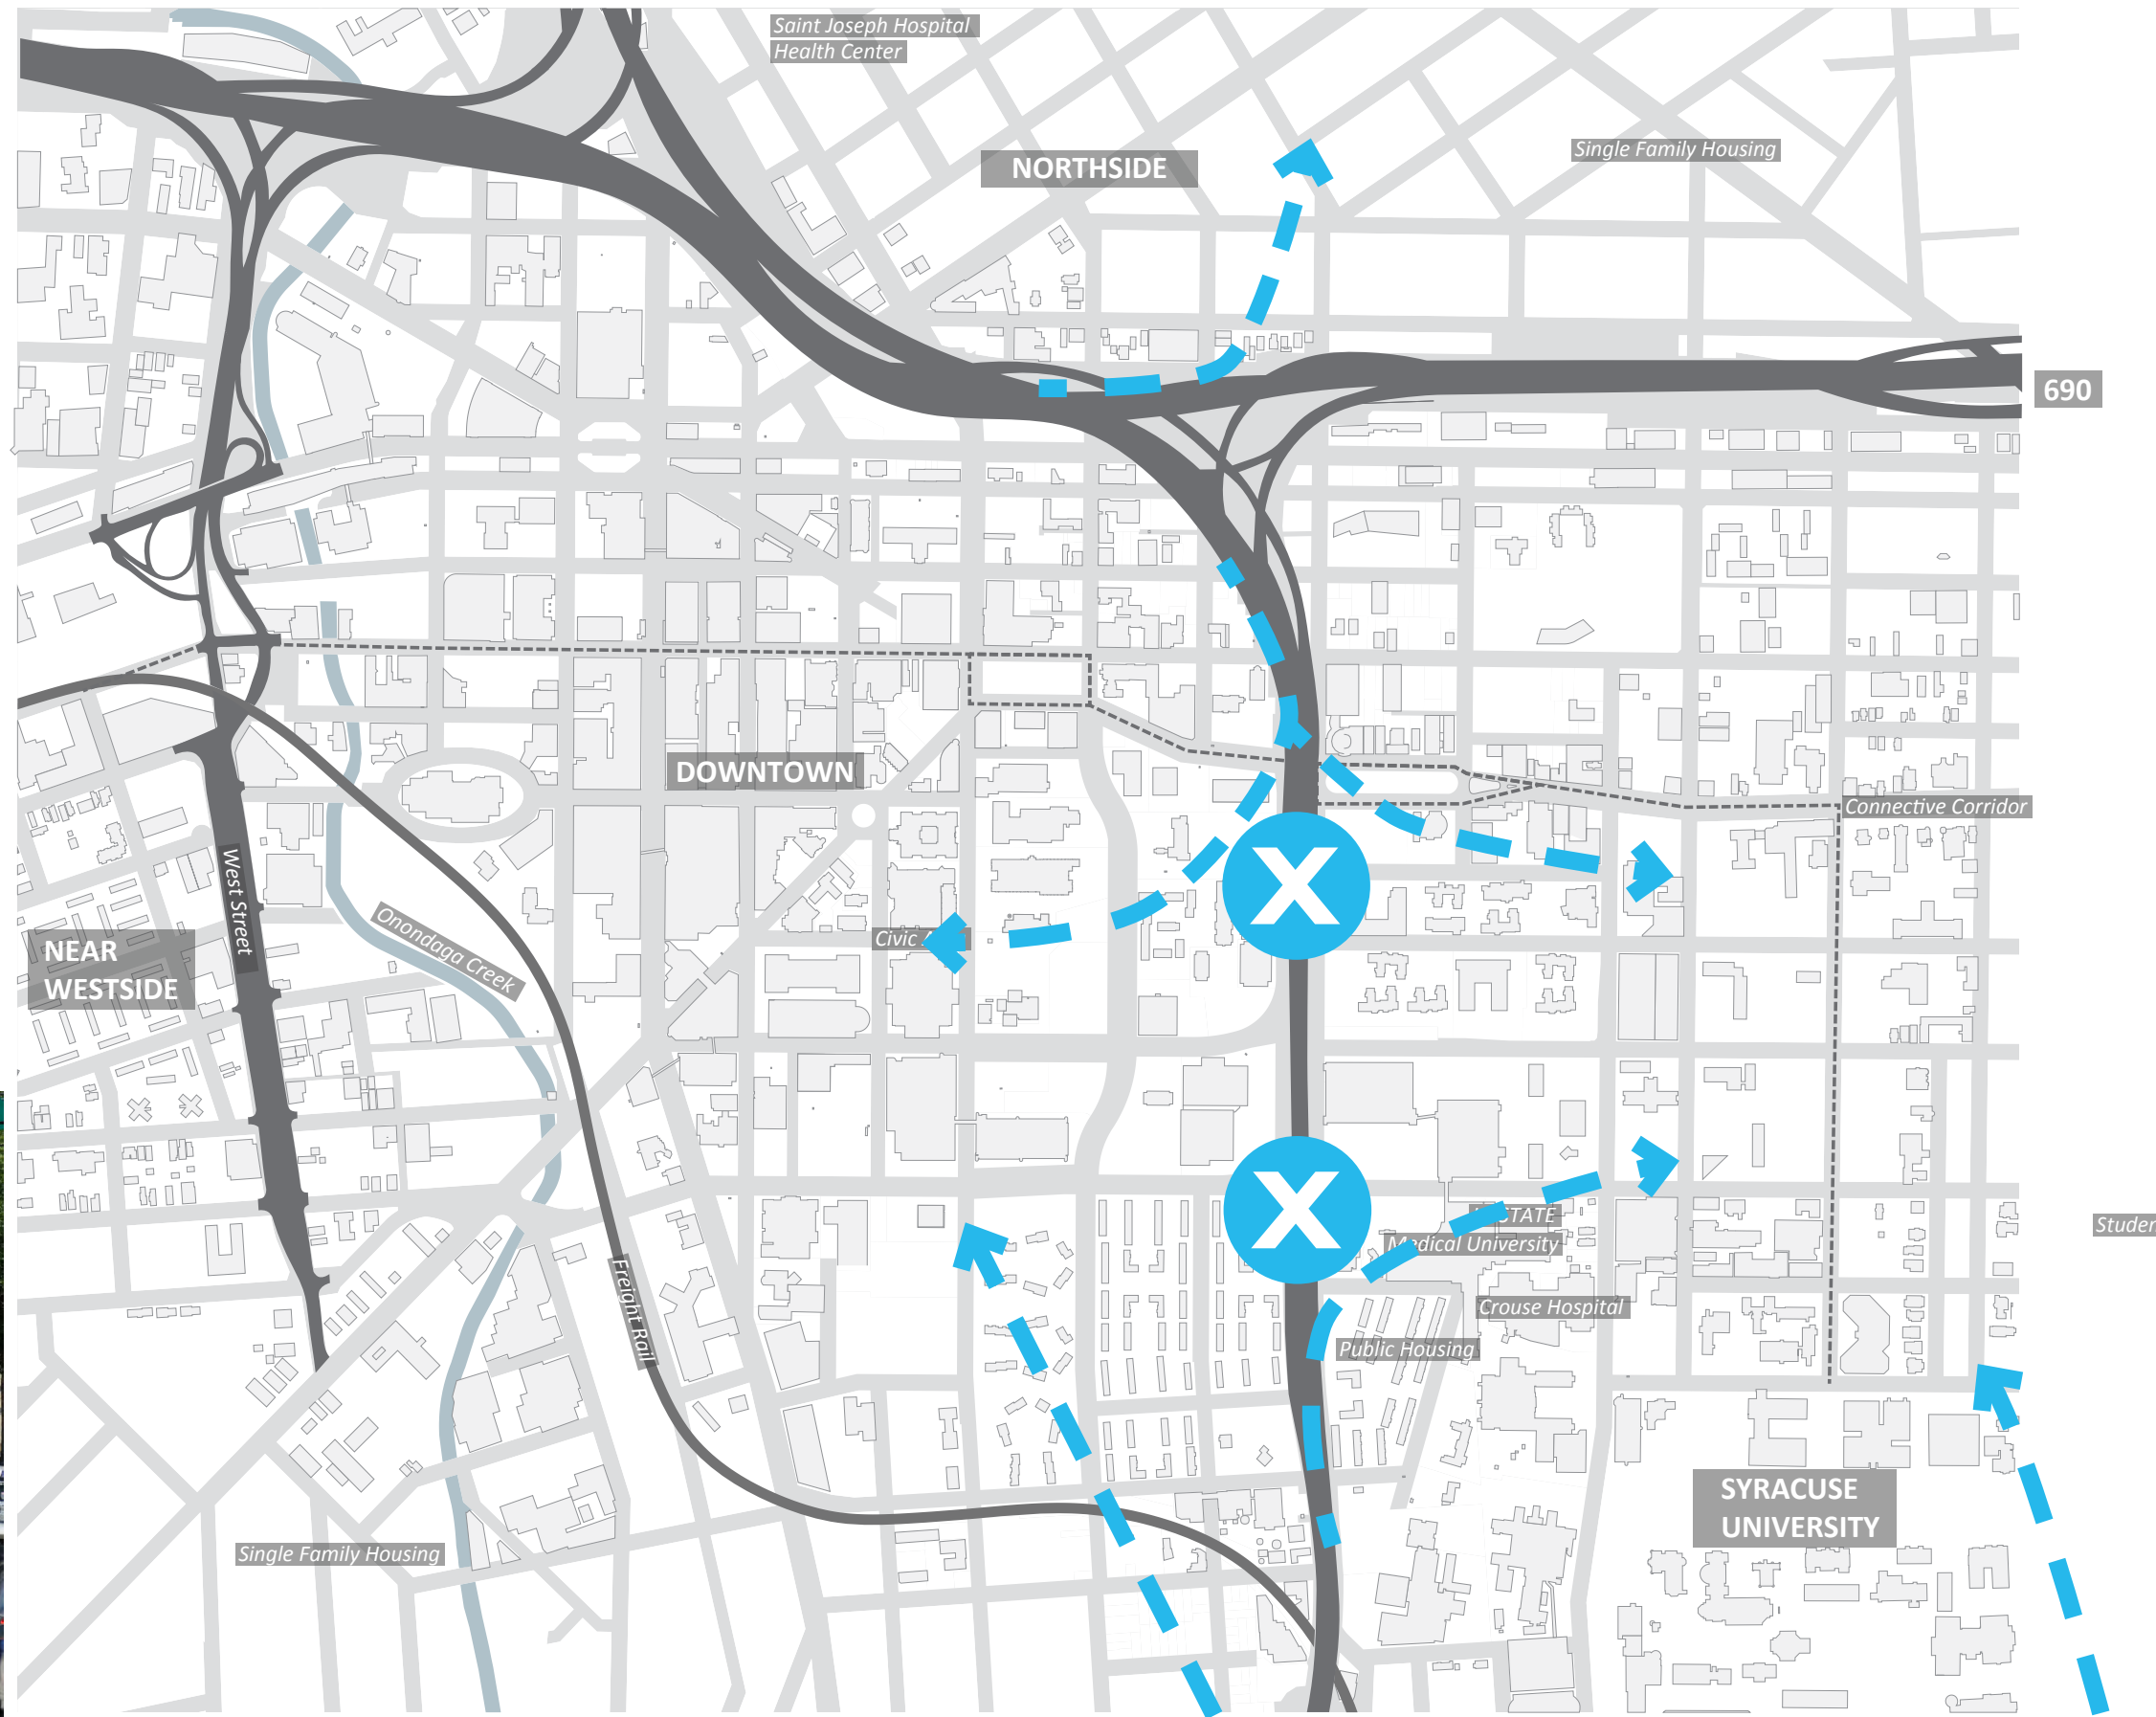 Saint Joseph Hospital
Health Center
NORTHSIDE
Single Family Housing
690
DOWNTOWN
Connective Corridor
West Street
Onondaga Creek
Civic
NEAR
WESTSIDE
X
X
Medical University
Crouse Hospital
Public Housing
Freight Rail
SYRACUSE
UNIVERSITY
Single Family Housing